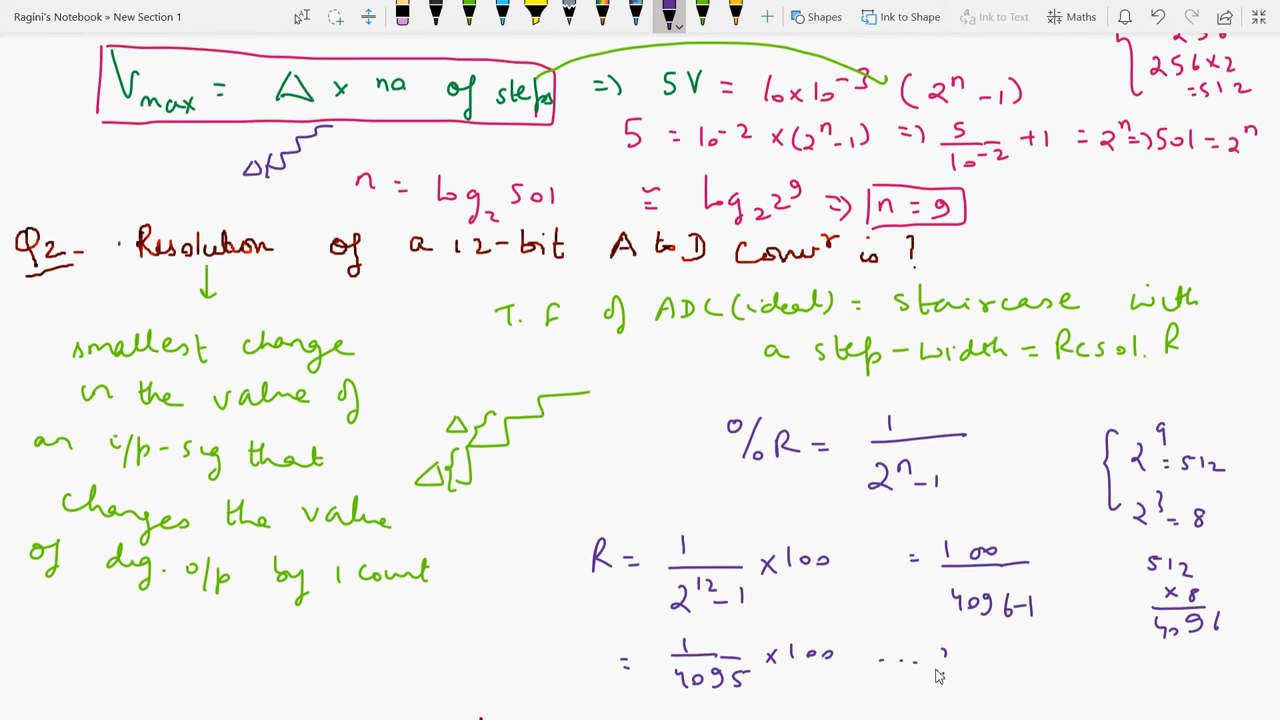 Ragini's Notebook » New Section 1
Shapes
Ink to Shape
Ink to Text
Maths
256×2
=512
Vmax = Δ × no of steps => 5V = 10×10⁻³ (2ⁿ-1)
5 = 10⁻² ×(2ⁿ-1) => 5/10⁻² +1 = 2ⁿ=>501=2ⁿ
Δ
n = Log₂ 501 ≅ Log₂2⁹ => n = 9
Q2- Resolution of a 12-bit A to D Convʳ is ?
↓
smallest change
in the value of
an i/p-sig that
changes the value
of dig. o/p by 1 count
T. F of ADC(ideal) = staircase with
a step-width = Resol. R
Δ{
Δ{
%R = 1/(2ⁿ-1)
2⁹=512
2³=8
R = 1/(2¹²-1) ×100 = 100/(4096-1)
512
×8
4096
= 1/4095 ×100 ...